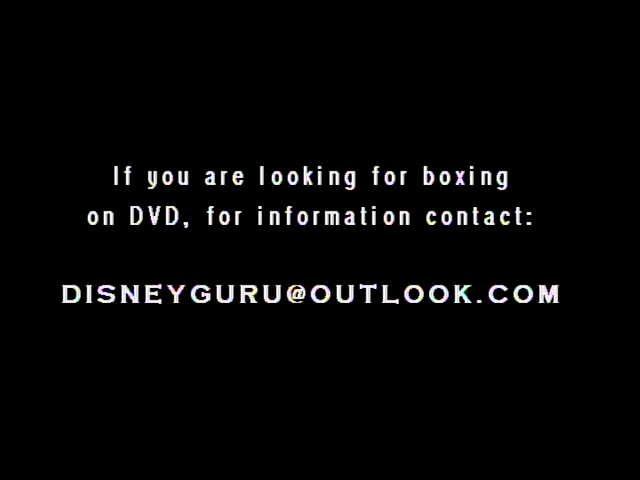 If you are looking for boxing
on DVD, for information contact:
DISNEYGURU@OUTLOOK.COM